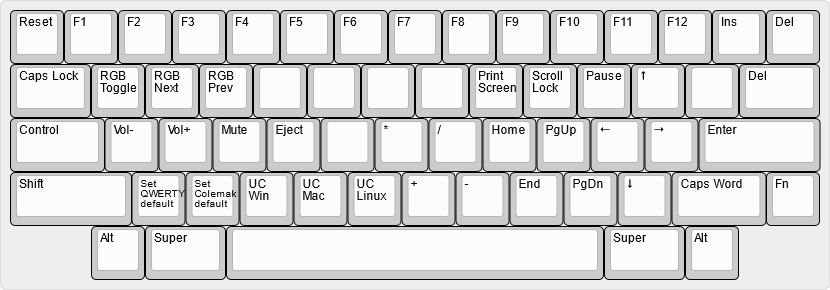 Reset F1 F2 F3 F4 F5 F6 F7 F8 F9 F10 F11 F12 Ins Del
Caps Lock RGB Toggle RGB Next RGB Prev Print Screen Scroll Lock Pause ↑ Del
Control Vol- Vol+ Mute Eject * / Home PgUp ← → Enter
Shift Set QWERTY default Set Colemak default UC Win UC Mac UC Linux + - End PgDn ↓ Caps Word Fn
Alt Super Super Alt